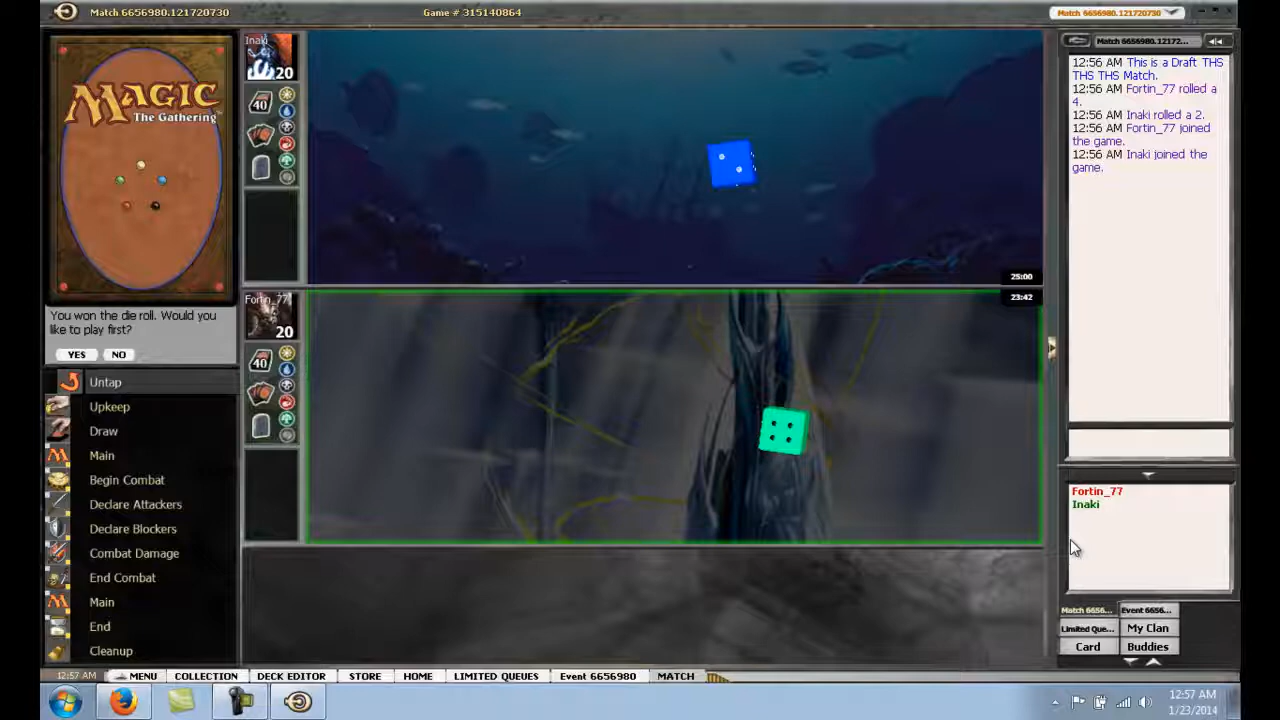 Match 6656980.121720730
Game # 315140864
Match 6656980.121720730
MAGIC
The Gathering
You won the die roll. Would you
like to play first?
YES
NO
Untap
Upkeep
Draw
Main
Begin Combat
Declare Attackers
Declare Blockers
Combat Damage
End Combat
Main
End
Cleanup
Inaki
20
40
25:00
Fortin_77
20
40
23:42
Match 6656980.12172...
12:56 AM This is a Draft THS
THS THS Match.
12:56 AM Fortin_77 rolled a
4.
12:56 AM Inaki rolled a 2.
12:56 AM Fortin_77 joined
the game.
12:56 AM Inaki joined the
game.
Fortin_77
Inaki
Match 6656...
Event 6656...
Limited Que...
My Clan
Card
Buddies
12:57 AM
MENU
COLLECTION
DECK EDITOR
STORE
HOME
LIMITED QUEUES
Event 6656980
MATCH
12:57 AM
1/23/2014